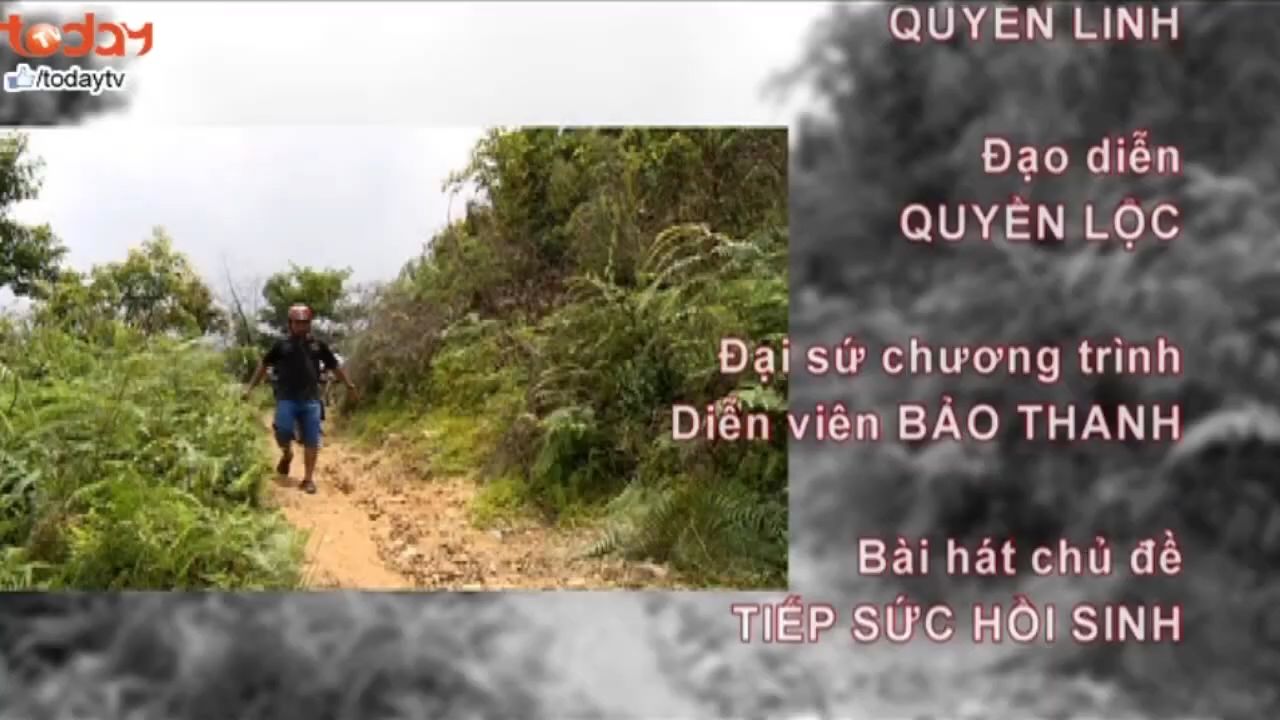 today
TV
/todaytv
QUYỀN LINH
Đạo diễn
QUYỀN LỘC
Đại sứ chương trình
Diễn viên BẢO THANH
Bài hát chủ đề
TIẾP SỨC HỒI SINH